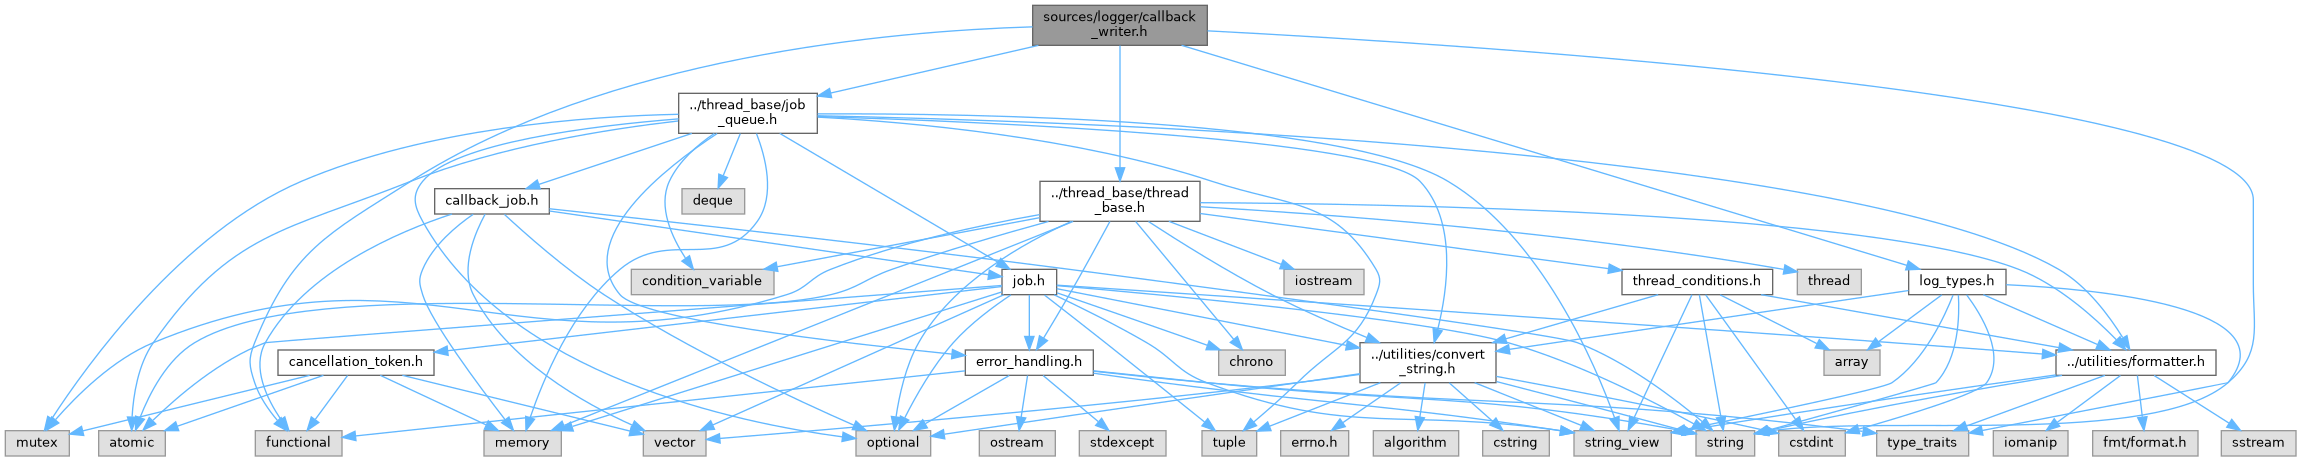 sources/logger/callback
_writer.h
../thread_base/job
_queue.h
callback_job.h
deque
../thread_base/thread
_base.h
condition_variable
job.h
iostream
thread_conditions.h
thread
log_types.h
cancellation_token.h
error_handling.h
chrono
../utilities/convert
_string.h
array
../utilities/formatter.h
mutex
atomic
functional
memory
vector
optional
ostream
stdexcept
tuple
errno.h
algorithm
cstring
string_view
string
cstdint
type_traits
iomanip
fmt/format.h
sstream